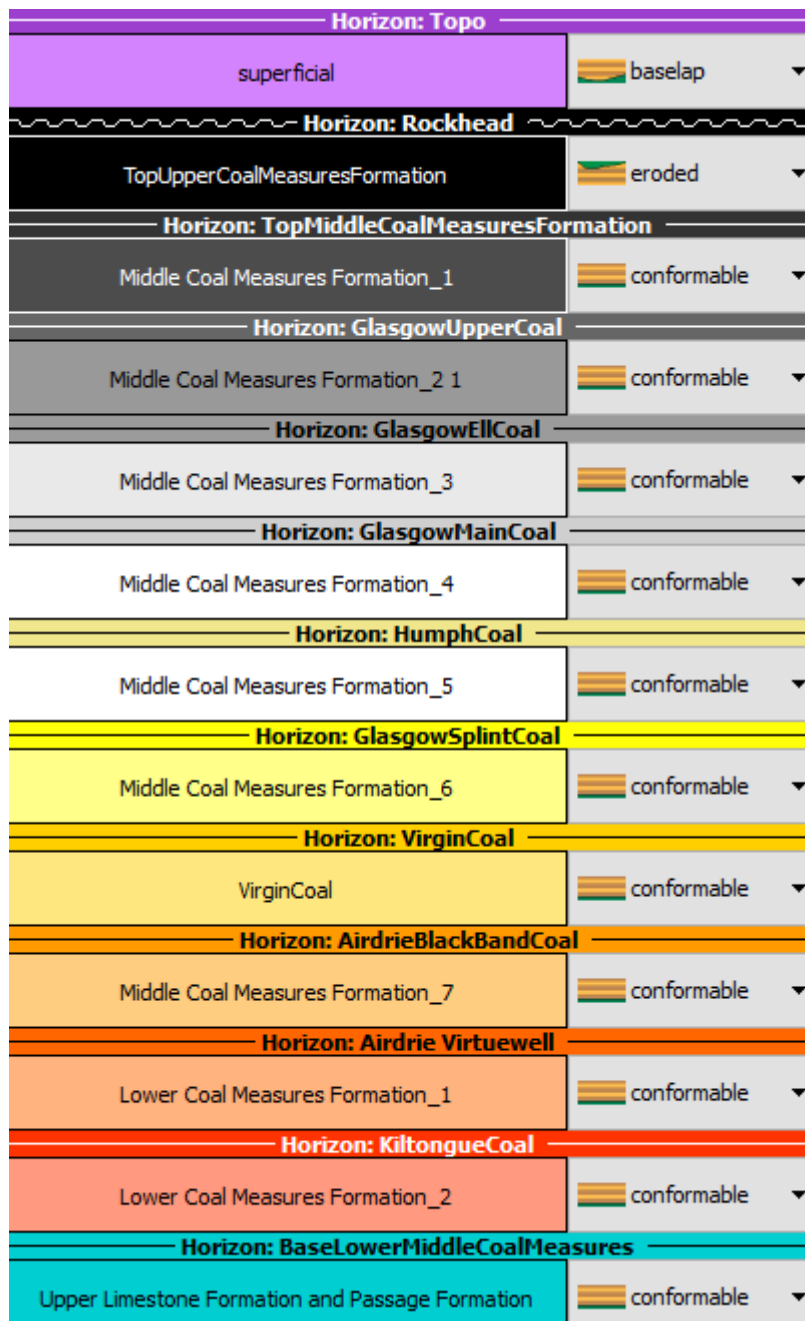 Horizon: Topo
superficial baselap
Horizon: Rockhead
TopUpperCoalMeasuresFormation eroded
Horizon: TopMiddleCoalMeasuresFormation
Middle Coal Measures Formation_1 conformable
Horizon: GlasgowUpperCoal
Middle Coal Measures Formation_2 1 conformable
Horizon: GlasgowEllCoal
Middle Coal Measures Formation_3 conformable
Horizon: GlasgowMainCoal
Middle Coal Measures Formation_4 conformable
Horizon: HumphCoal
Middle Coal Measures Formation_5 conformable
Horizon: GlasgowSplintCoal
Middle Coal Measures Formation_6 conformable
Horizon: VirginCoal
VirginCoal conformable
Horizon: AirdrieBlackBandCoal
Middle Coal Measures Formation_7 conformable
Horizon: Airdrie Virtuewell
Lower Coal Measures Formation_1 conformable
Horizon: KiltongueCoal
Lower Coal Measures Formation_2 conformable
Horizon: BaseLowerMiddleCoalMeasures
Upper Limestone Formation and Passage Formation conformable